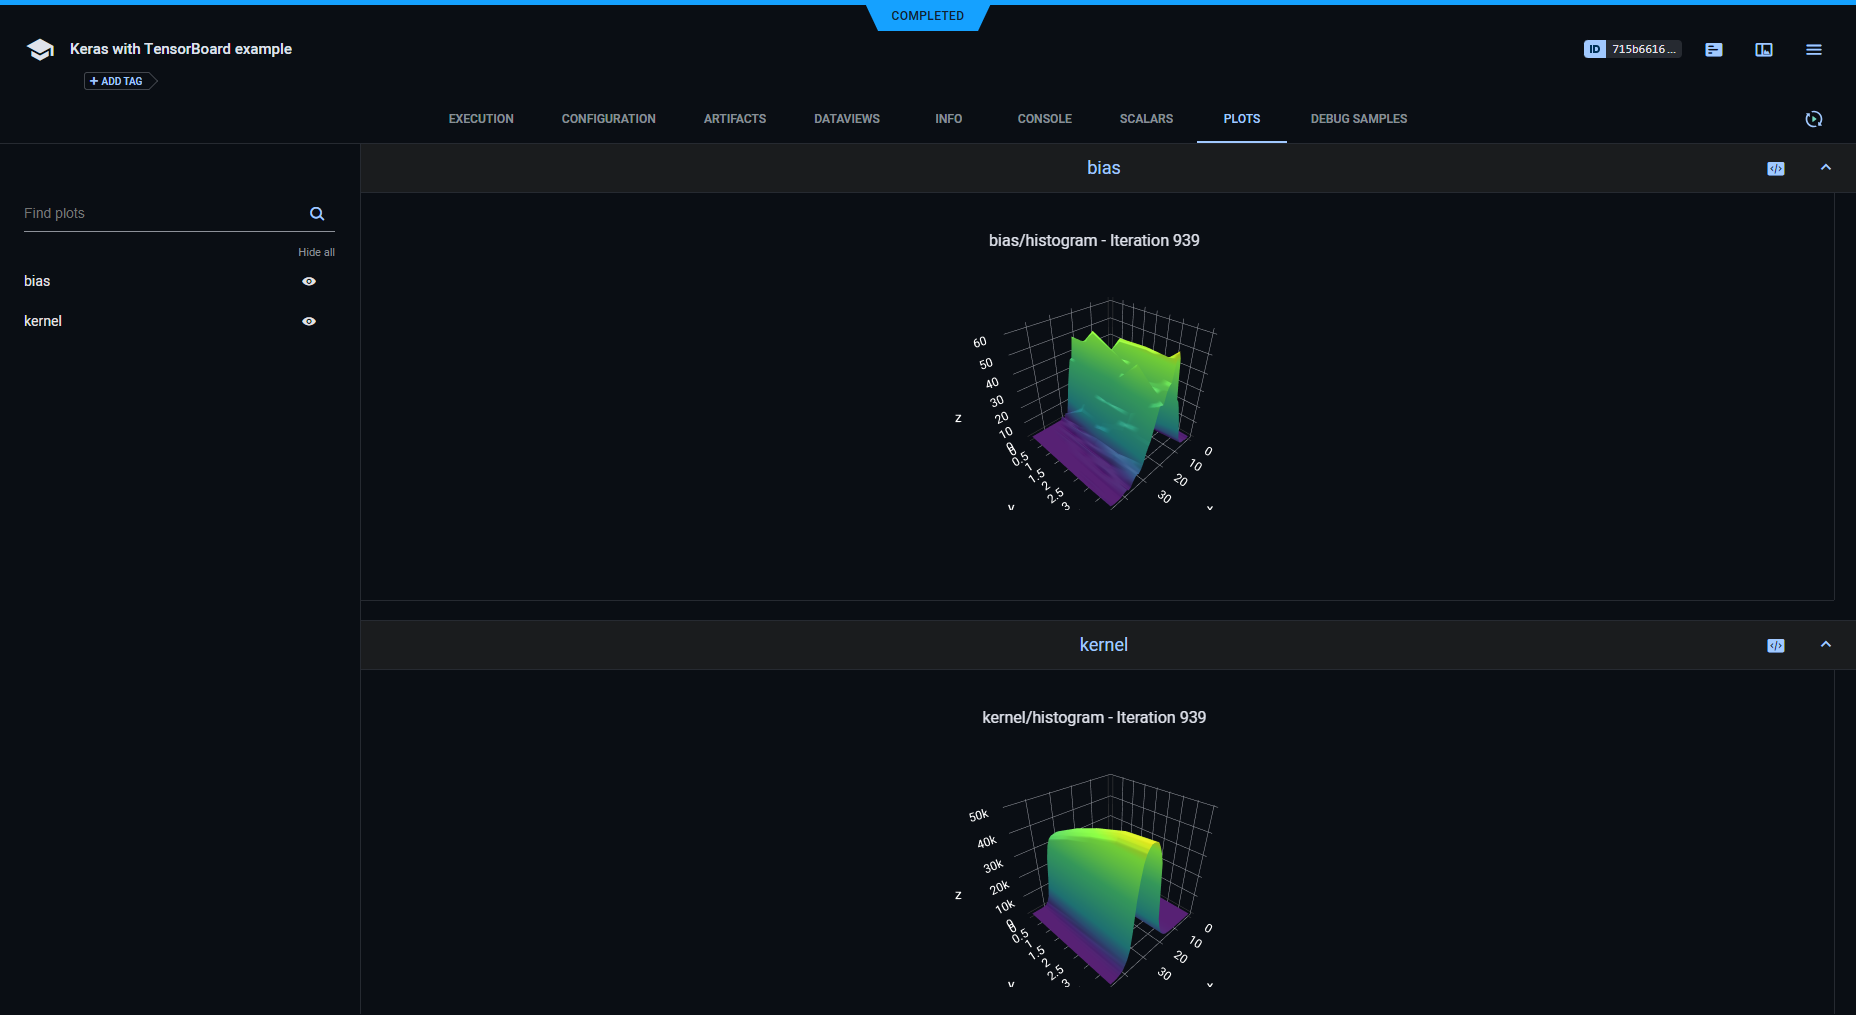 COMPLETED
Keras with TensorBoard example
ID 715b6616 ...
+ ADD TAG
EXECUTION CONFIGURATION ARTIFACTS DATAVIEWS INFO CONSOLE SCALARS PLOTS DEBUG SAMPLES
Find plots
Hide all
bias
kernel
bias
bias/histogram - Iteration 939
60
50
40
30
20
10
0
z
0
0.5
1
1.5
2
2.5
3
y
0
10
20
30
x
kernel
kernel/histogram - Iteration 939
50k
40k
30k
20k
10k
0
z
0
0.5
1
1.5
2
2.5
3
y
0
10
20
30
x